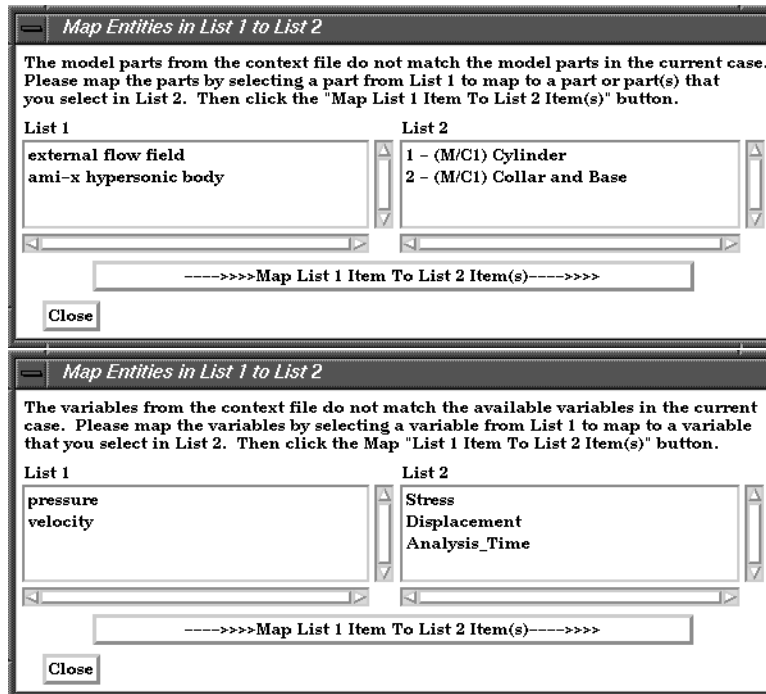 Map Entities in List 1 to List 2
The model parts from the context file do not match the model parts in the current case.
Please map the parts by selecting a part from List 1 to map to a part or part(s) that
you select in List 2. Then click the "Map List 1 Item To List 2 Item(s)" button.
List 1 List 2
external flow field 1 - (M/C1) Cylinder
ami-x hypersonic body 2 - (M/C1) Collar and Base
---->>>>Map List 1 Item To List 2 Item(s)---->>>>
Close
Map Entities in List 1 to List 2
The variables from the context file do not match the available variables in the current
case. Please map the variables by selecting a variable from List 1 to map to a variable
that you select in List 2. Then click the Map "List 1 Item To List 2 Item(s)" button.
List 1 List 2
pressure Stress
velocity Displacement
Analysis_Time
---->>>>Map List 1 Item To List 2 Item(s)---->>>>
Close